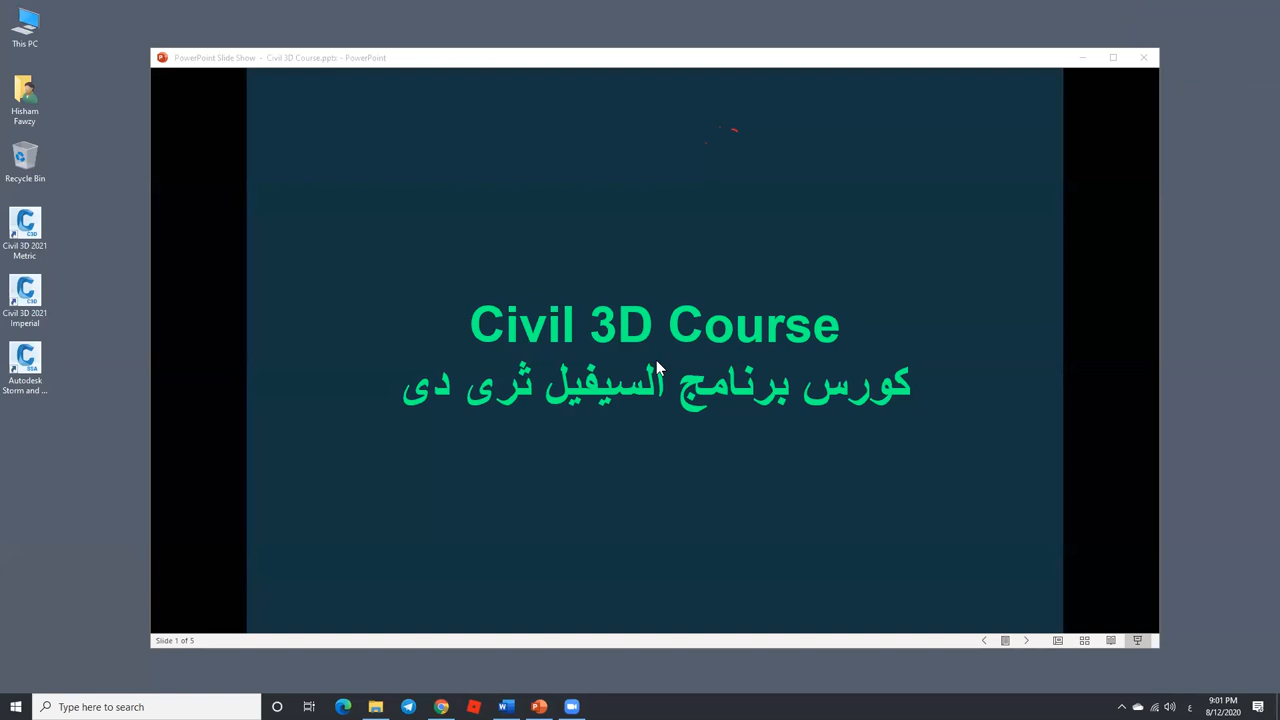 This PC
Hisham
Fawzy
Recycle Bin
Civil 3D 2021
Metric
Civil 3D 2021
Imperial
Autodesk
Storm and ...
PowerPoint Slide Show - Civil 3D Course.pptx - PowerPoint
Civil 3D Course
كورس برنامج السيفيل ثرى دى
Slide 1 of 5
Type here to search
ع
9:01 PM
8/12/2020